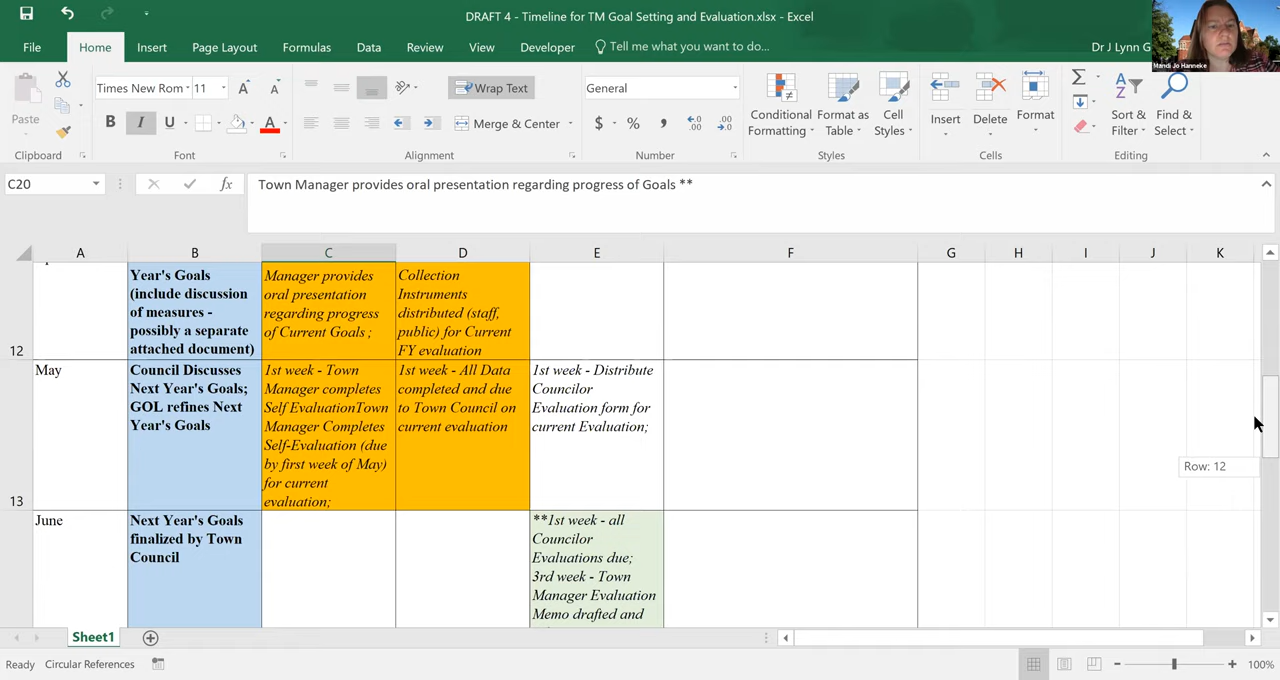 DRAFT 4 - Timeline for TM Goal Setting and Evaluation.xlsx - Excel
Dr J Lynn G
Mandi Jo Hanneke
File
Home
Insert
Page Layout
Formulas
Data
Review
View
Developer
Tell me what you want to do...
Paste
Clipboard
Times New Rom
11
A
A
B
I
U
A
Font
Wrap Text
Merge & Center
Alignment
General
$ % ,
Number
Conditional
Formatting
Format as
Table
Cell
Styles
Styles
Insert
Delete
Format
Cells
Sort &
Filter
Find &
Select
Editing
C20
fx
Town Manager provides oral presentation regarding progress of Goals **
A B C D E F G H I J K
12
Year's Goals
(include discussion
of measures -
possibly a separate
attached document)
Manager provides
oral presentation
regarding progress
of Current Goals ;
Collection
Instruments
distributed (staff,
public) for Current
FY evaluation
13
May
Council Discusses
Next Year's Goals;
GOL refines Next
Year's Goals
1st week - Town
Manager completes
Self EvaluationTown
Manager Completes
Self-Evaluation (due
by first week of May)
for current
evaluation;
1st week - All Data
completed and due
to Town Council on
current evaluation
1st week - Distribute
Councilor
Evaluation form for
current Evaluation;
Row: 12
June
Next Year's Goals
finalized by Town
Council
**1st week - all
Councilor
Evaluations due;
3rd week - Town
Manager Evaluation
Memo drafted and
Sheet1
Ready
Circular References
100%